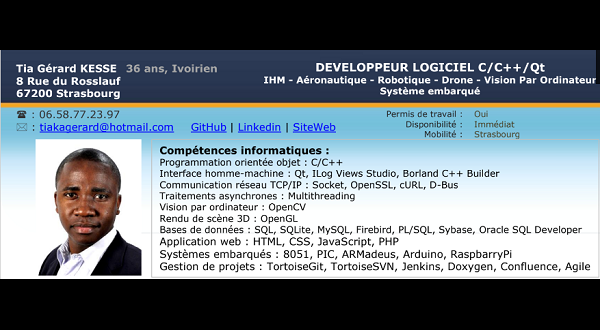 Tia Gérard KESSE 36 ans, Ivoirien
8 Rue du Rosslauf
67200 Strasbourg
DEVELOPPEUR LOGICIEL C/C++/Qt
IHM - Aéronautique - Robotique - Drone - Vision Par Ordinateur
Système embarqué
☎ : 06.58.77.23.97
✉ : tiakagerard@hotmail.com GitHub | Linkedin | SiteWeb
Permis de travail : Oui
Disponibilité : Immédiat
Mobilité : Strasbourg
Compétences informatiques :
Programmation orientée objet : C/C++
Interface homme-machine : Qt, ILog Views Studio, Borland C++ Builder
Communication réseau TCP/IP : Socket, OpenSSL, cURL, D-Bus
Traitements asynchrones : Multithreading
Vision par ordinateur : OpenCV
Rendu de scène 3D : OpenGL
Bases de données : SQL, SQLite, MySQL, Firebird, PL/SQL, Sybase, Oracle SQL Developer
Application web : HTML, CSS, JavaScript, PHP
Systèmes embarqués : 8051, PIC, ARMadeus, Arduino, RaspbarryPi
Gestion de projets : TortoiseGit, TortoiseSVN, Jenkins, Doxygen, Confluence, Agile